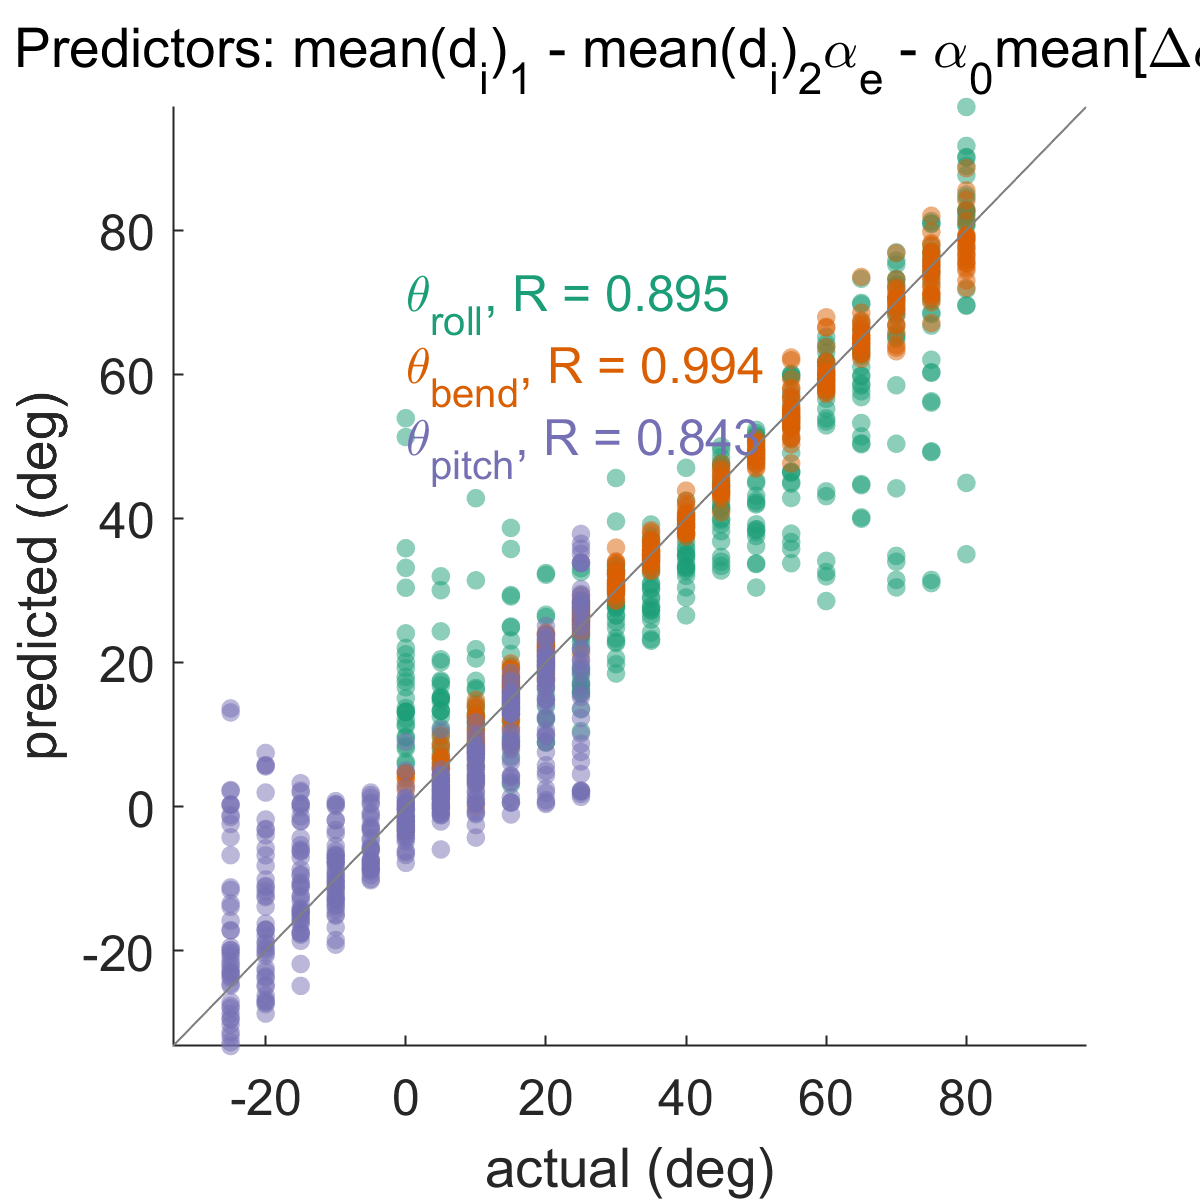 Predictors: mean(dᵢ)₁ - mean(dᵢ)₂αₑ - α₀mean[Δ
θroll, R = 0.895
θbend, R = 0.994
θpitch, R = 0.843
80
60
40
20
0
-20
predicted (deg)
-20 0 20 40 60 80
actual (deg)